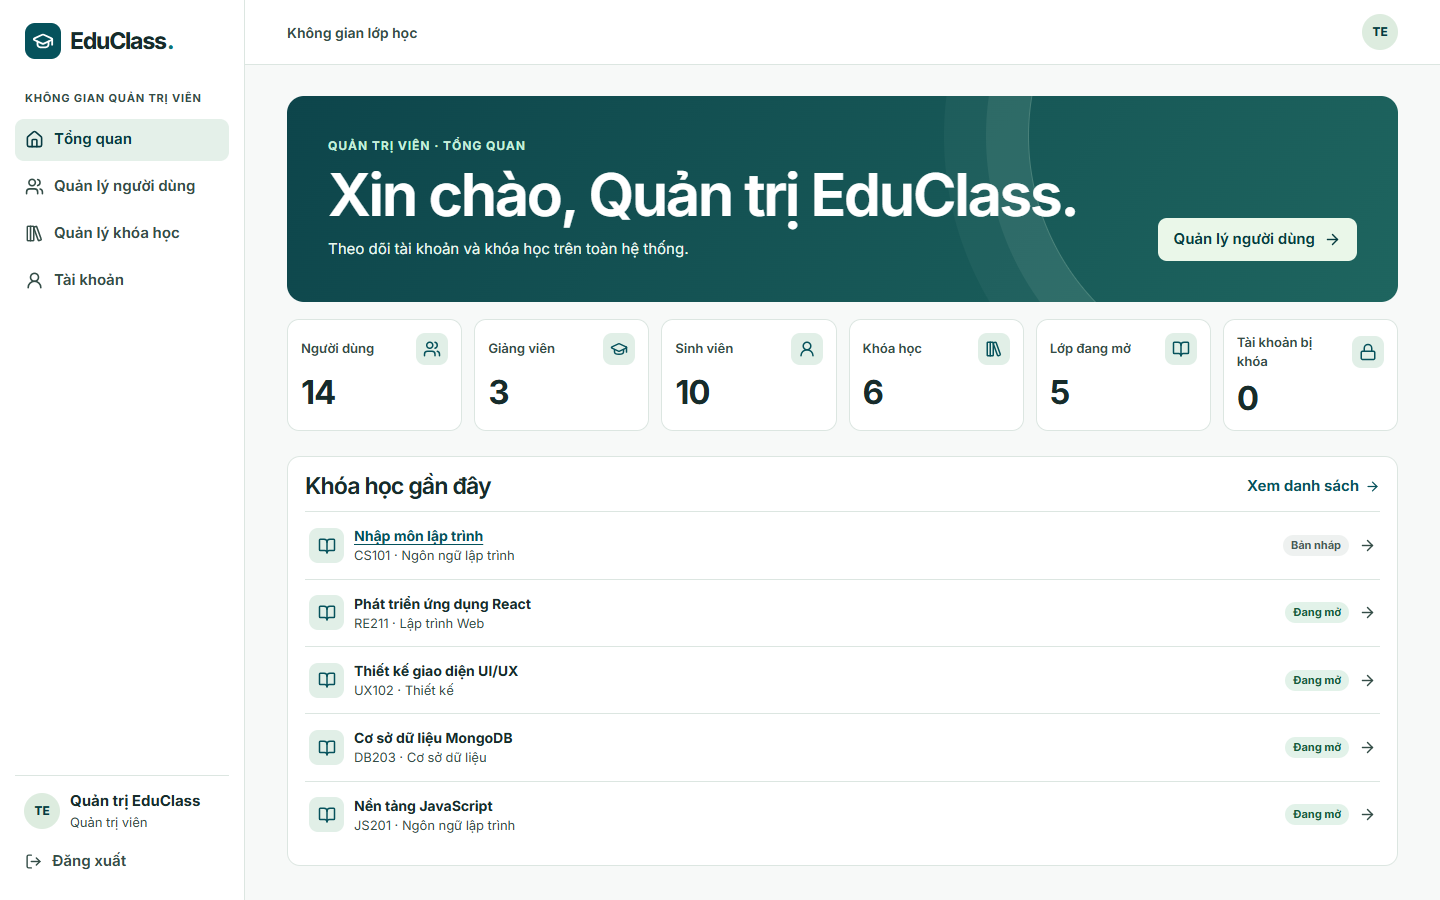 EduClass.
KHÔNG GIAN QUẢN TRỊ VIÊN
Tổng quan
Quản lý người dùng
Quản lý khóa học
Tài khoản
Quản trị EduClass
TE
Quản trị viên
Đăng xuất
Không gian lớp học
TE
QUẢN TRỊ VIÊN · TỔNG QUAN
Xin chào, Quản trị EduClass.
Theo dõi tài khoản và khóa học trên toàn hệ thống.
Quản lý người dùng
Người dùng
14
Giảng viên
3
Sinh viên
10
Khóa học
6
Lớp đang mở
5
Tài khoản bị
khóa
0
Khóa học gần đây
Xem danh sách
Nhập môn lập trình
CS101 · Ngôn ngữ lập trình
Bản nháp
Phát triển ứng dụng React
RE211 · Lập trình Web
Đang mở
Thiết kế giao diện UI/UX
UX102 · Thiết kế
Đang mở
Cơ sở dữ liệu MongoDB
DB203 · Cơ sở dữ liệu
Đang mở
Nền tảng JavaScript
JS201 · Ngôn ngữ lập trình
Đang mở